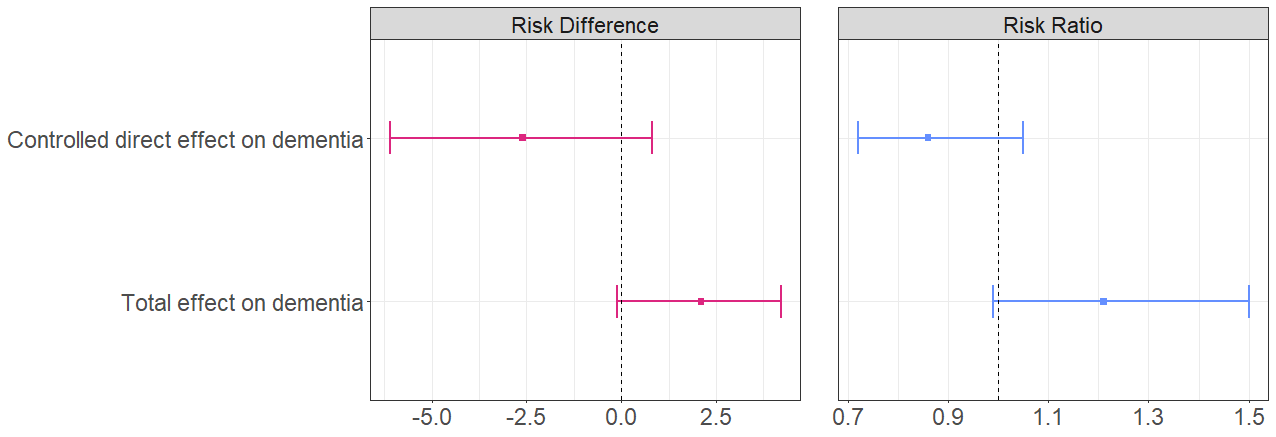 Risk Difference
Risk Ratio
Controlled direct effect on dementia
Total effect on dementia
-5.0 -2.5 0.0 2.5
0.7 0.9 1.1 1.3 1.5